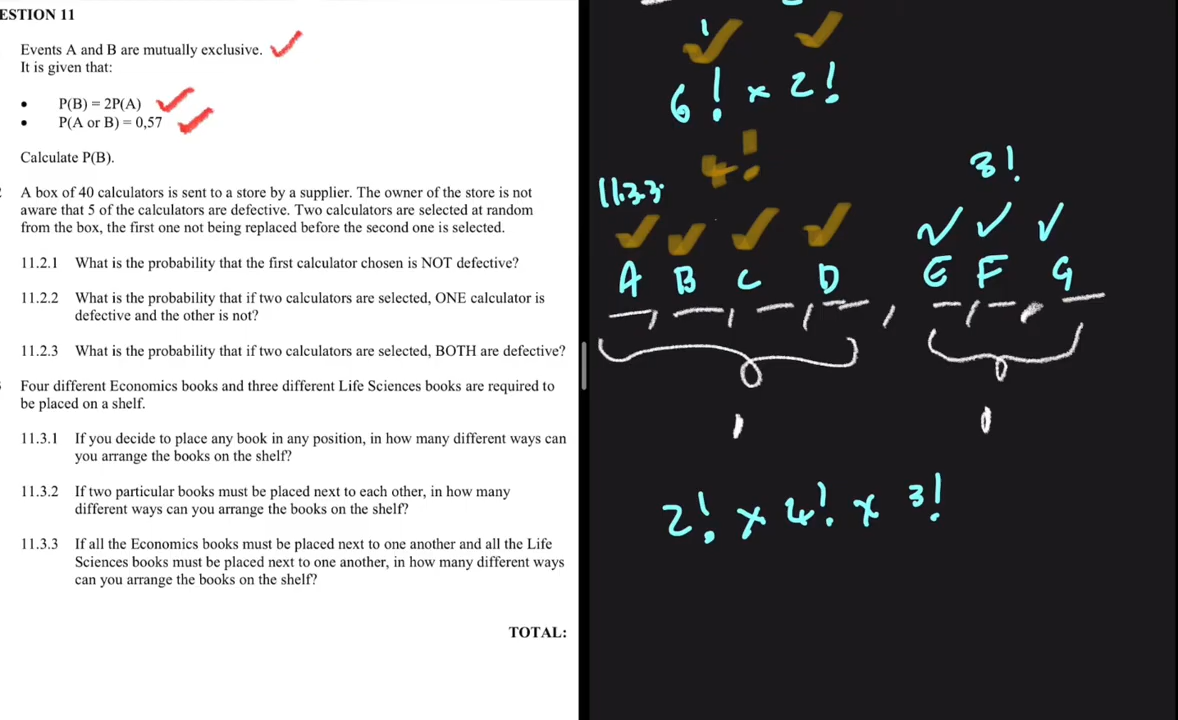 ESTION 11
Events A and B are mutually exclusive.
It is given that:
• P(B) = 2P(A)
• P(A or B) = 0,57
Calculate P(B).
A box of 40 calculators is sent to a store by a supplier. The owner of the store is not
aware that 5 of the calculators are defective. Two calculators are selected at random
from the box, the first one not being replaced before the second one is selected.
11.2.1 What is the probability that the first calculator chosen is NOT defective?
11.2.2 What is the probability that if two calculators are selected, ONE calculator is
defective and the other is not?
11.2.3 What is the probability that if two calculators are selected, BOTH are defective?
Four different Economics books and three different Life Sciences books are required to
be placed on a shelf.
11.3.1 If you decide to place any book in any position, in how many different ways can
you arrange the books on the shelf?
11.3.2 If two particular books must be placed next to each other, in how many
different ways can you arrange the books on the shelf?
11.3.3 If all the Economics books must be placed next to one another and all the Life
Sciences books must be placed next to one another, in how many different ways
can you arrange the books on the shelf?
TOTAL:
6! × 2!
4!
3!
11.3.3.
A B C D E F G
2! × 4! × 3!